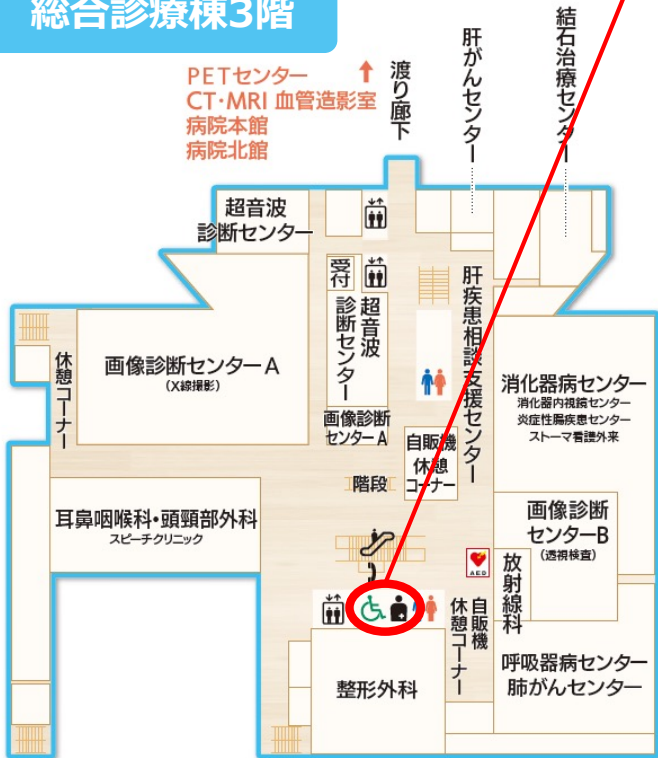 総合診療棟3階
PETセンター
CT・MRI 血管造影室
病院本館
病院北館
渡り廊下
肝がんセンター
結石治療センター
超音波
診断センター
受付
超音波
診断センター
肝疾患相談支援センター
休憩コーナー
画像診断センターA
(X線撮影)
画像診断
センターA
消化器病センター
消化器内視鏡センター
炎症性腸疾患センター
ストーマ看護外来
自販機
休憩
コーナー
階段
耳鼻咽喉科・頭頸部外科
スピーチクリニック
画像診断
センターB
(透視検査)
AED
放射線科
自販機
休憩コーナー
整形外科
呼吸器病センター
肺がんセンター